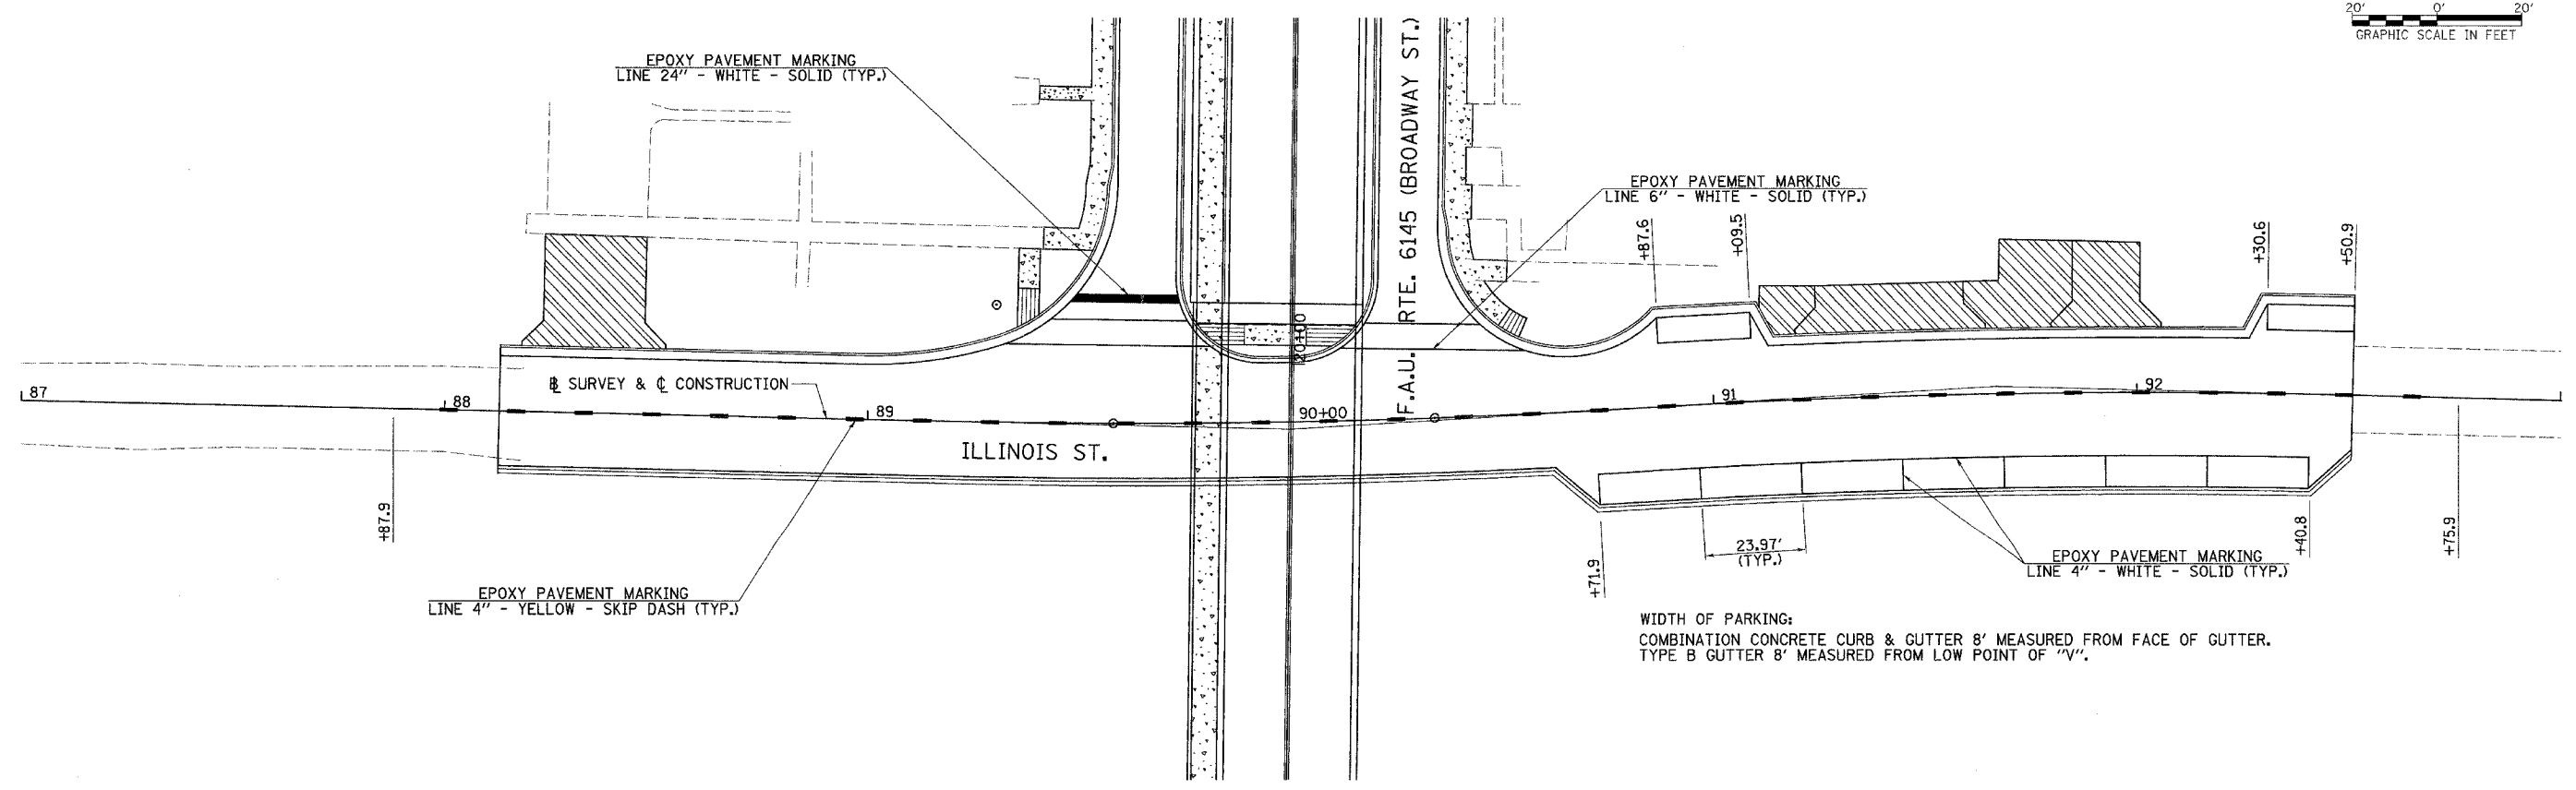 20' 0' 20'
GRAPHIC SCALE IN FEET
EPOXY PAVEMENT MARKING
LINE 24" - WHITE - SOLID (TYP.)
F.A.U. RTE. 6145 (BROADWAY ST.)
EPOXY PAVEMENT MARKING
LINE 6" - WHITE - SOLID (TYP.)
+87.6
+09.5
+30.6
+50.9
120+00
℄ SURVEY & ℄ CONSTRUCTION
87
88
89
90+00
91
92
ILLINOIS ST.
+87.9
+71.9
23.97'
(TYP.)
+40.8
+75.9
EPOXY PAVEMENT MARKING
LINE 4" - WHITE - SOLID (TYP.)
EPOXY PAVEMENT MARKING
LINE 4" - YELLOW - SKIP DASH (TYP.)
WIDTH OF PARKING:
COMBINATION CONCRETE CURB & GUTTER 8' MEASURED FROM FACE OF GUTTER.
TYPE B GUTTER 8' MEASURED FROM LOW POINT OF "V".